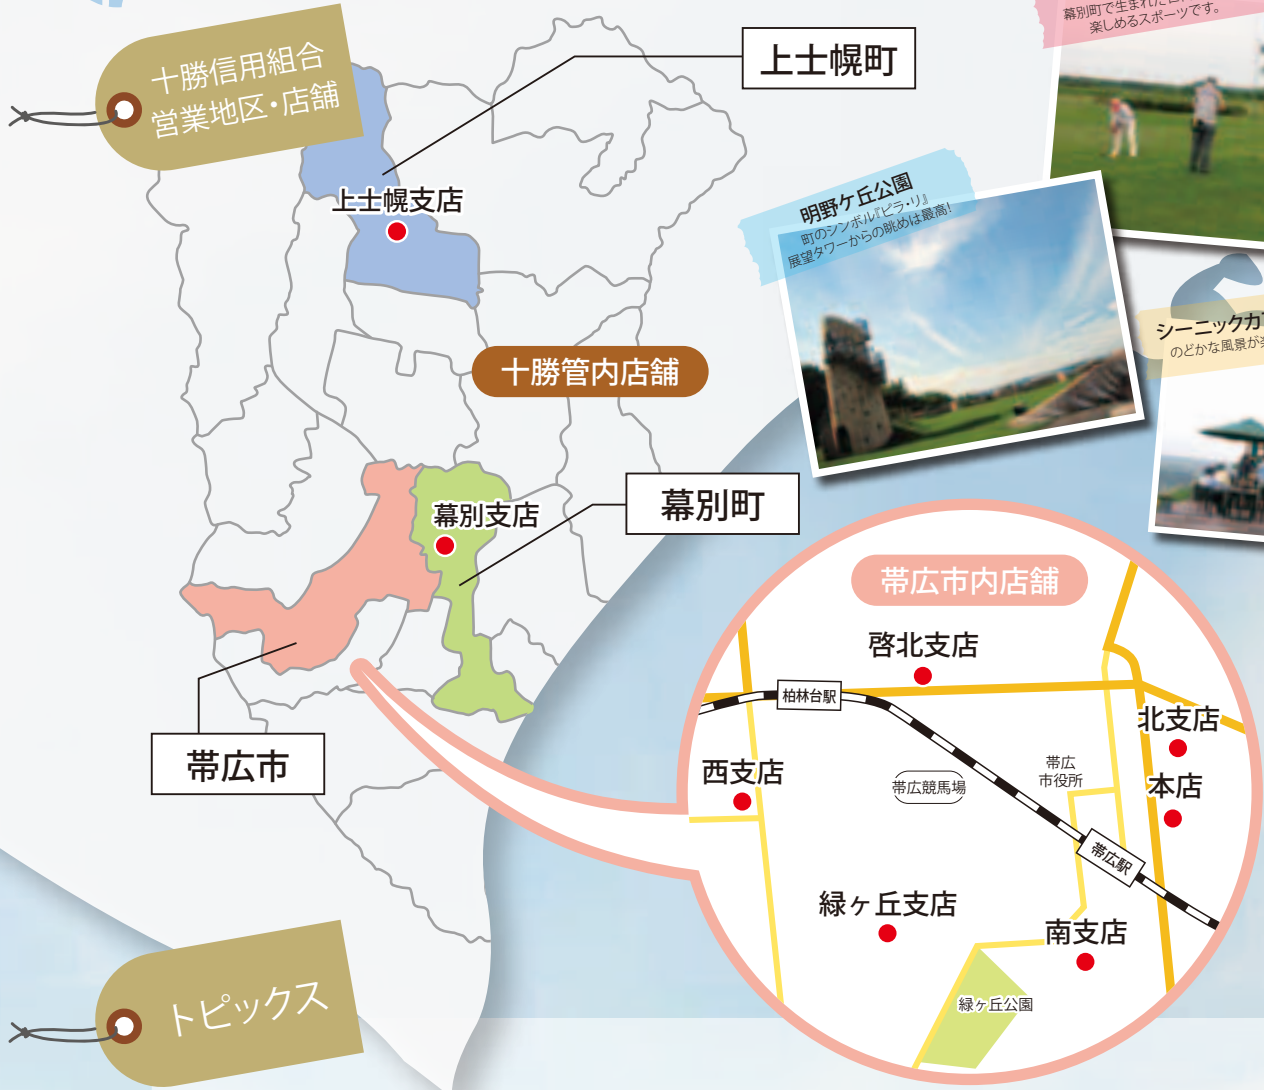 十勝信用組合
営業地区・店舗
上士幌町
上士幌支店
幕別町で生まれた
楽しめるスポーツです。
明野ケ丘公園
町のシンボル『ピラ・リ』
展望タワーからの眺めは最高!
シーニックカ
のどかな風景が
十勝管内店舗
幕別支店
幕別町
帯広市
帯広市内店舗
啓北支店
柏林台駅
北支店
西支店
帯広
市役所
帯広競馬場
本店
帯広駅
緑ヶ丘支店
南支店
緑ヶ丘公園
トピックス